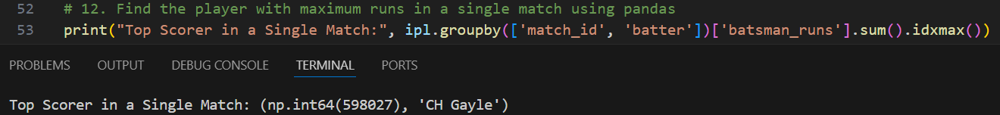 52 # 12. Find the player with maximum runs in a single match using pandas
53 print("Top Scorer in a Single Match:", ipl.groupby(['match_id', 'batter'])['batsman_runs'].sum().idxmax())
PROBLEMS OUTPUT DEBUG CONSOLE TERMINAL PORTS
Top Scorer in a Single Match: (np.int64(598027), 'CH Gayle')